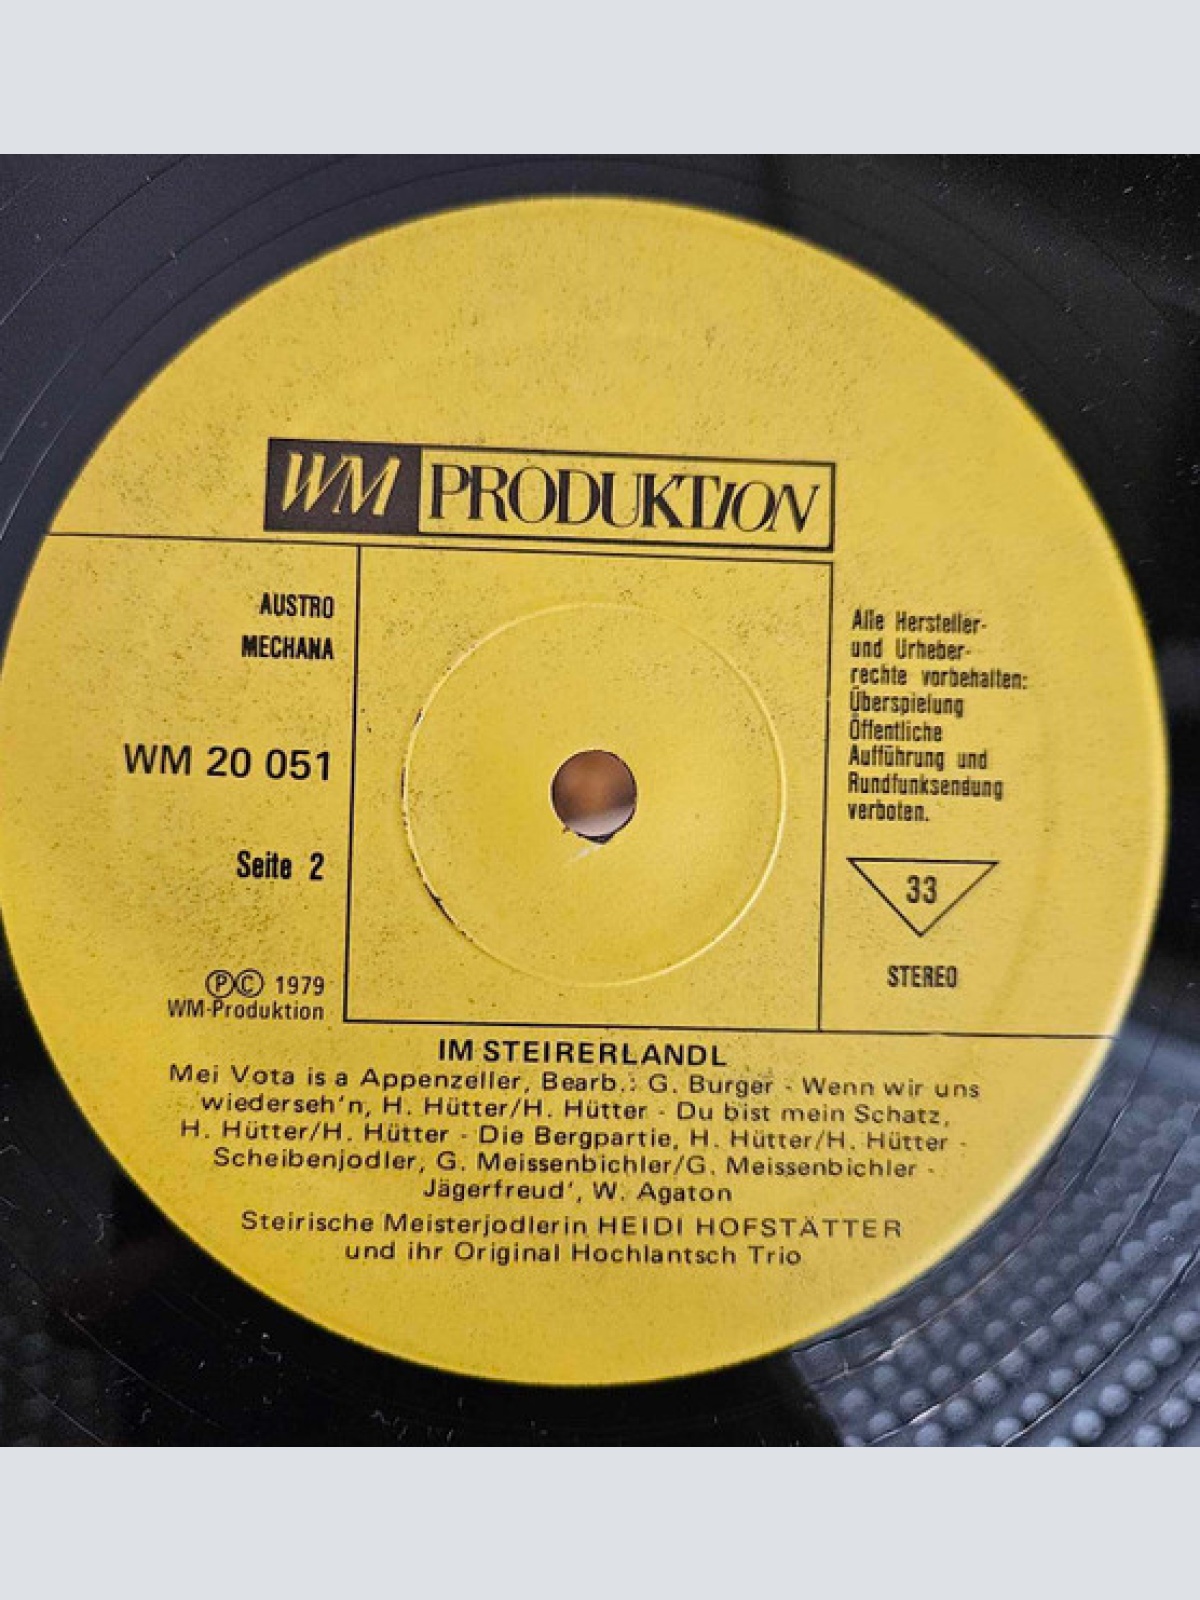 WM PRODUKTION
AUSTRO
MECHANA
WM 20 051
Seite 2
ⓅⒸ 1979
WM-Produktion
Alle Hersteller-
und Urheber-
rechte vorbehalten:
Überspielung
Öffentliche
Aufführung und
Rundfunksendung
verboten.
33
STEREO
IM STEIRERLANDL
Mei Vota is a Appenzeller, Bearb.: G. Burger - Wenn wir uns
wiederseh'n, H. Hütter/H. Hütter - Du bist mein Schatz,
H. Hütter/H. Hütter - Die Bergpartie, H. Hütter/H. Hütter -
Scheibenjodler, G. Meissenbichler/G. Meissenbichler -
Jägerfreud', W. Agaton
Steirische Meisterjodlerin HEIDI HOFSTÄTTER
und ihr Original Hochlantsch Trio